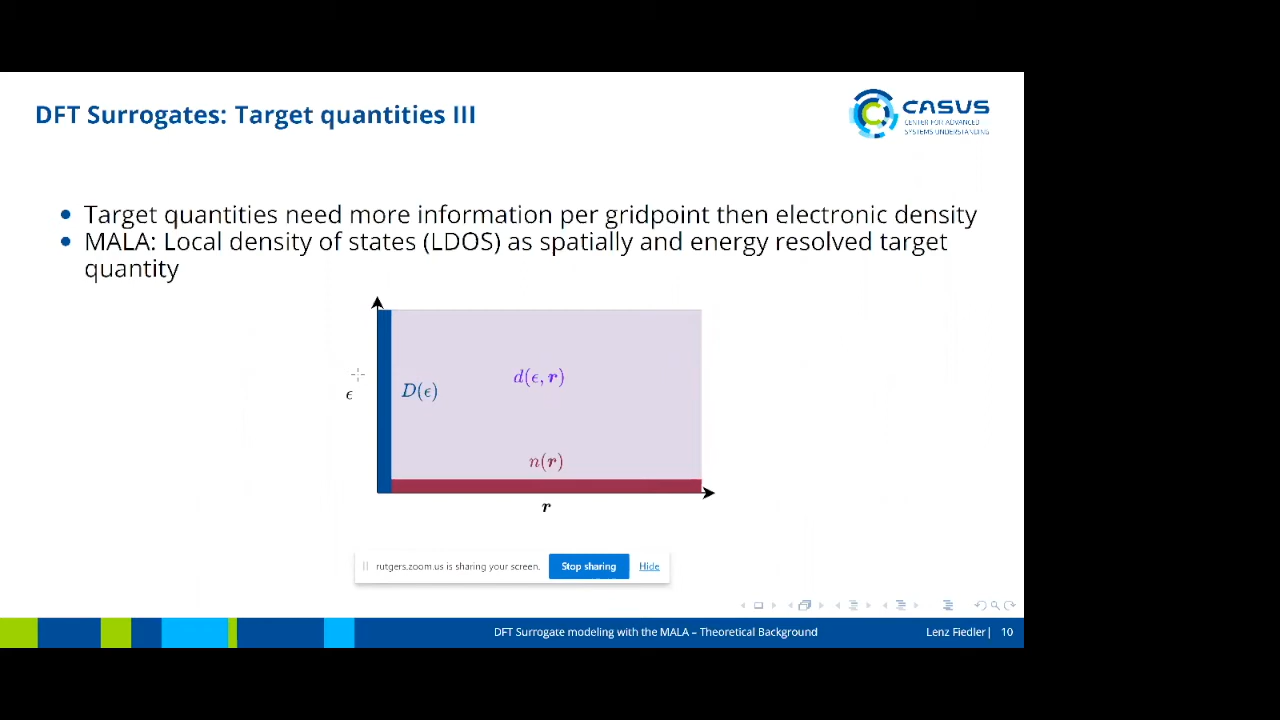 DFT Surrogates: Target quantities III
CASUS
CENTER FOR ADVANCED
SYSTEMS UNDERSTANDING
Target quantities need more information per gridpoint then electronic density
MALA: Local density of states (LDOS) as spatially and energy resolved target
quantity
d(ϵ, r)
D(ϵ)
ϵ
n(r)
r
rutgers.zoom.us is sharing your screen. Stop sharing Hide
DFT Surrogate modeling with the MALA – Theoretical Background Lenz Fiedler| 10